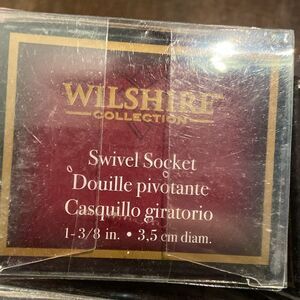 WILSHIRE
COLLECTION
Swivel Socket
Douille pivotante
Casquillo giratorio
1-3/8 in. • 3,5 cm diam.